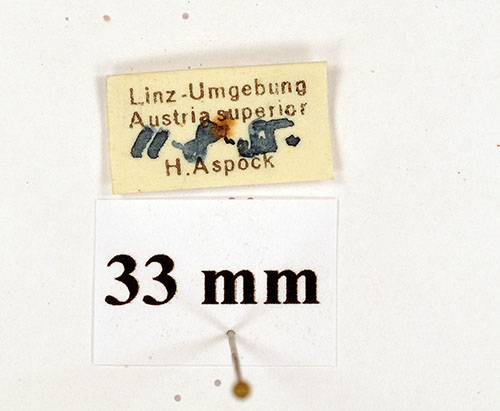 Linz-Umgebung
Austria superior
H. Aspöck
33 mm